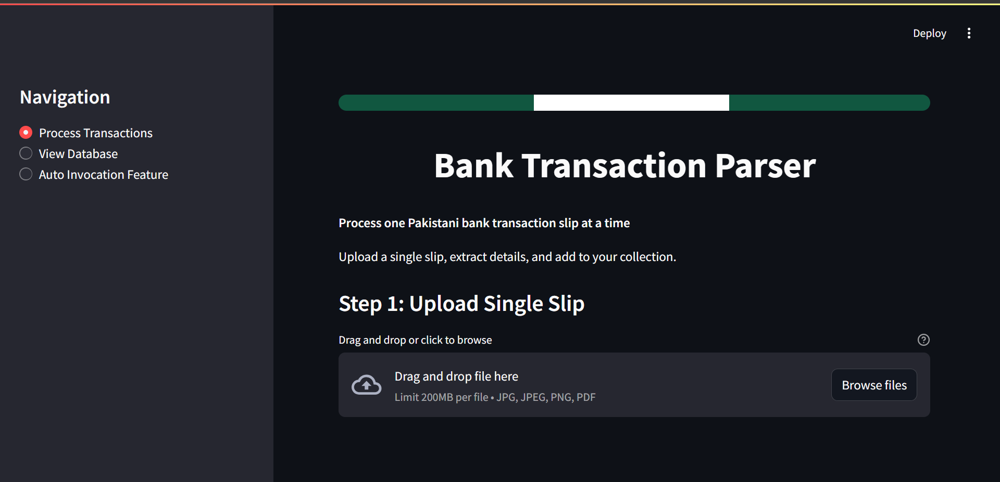 Deploy
Navigation
Process Transactions
View Database
Auto Invocation Feature
Bank Transaction Parser
Process one Pakistani bank transaction slip at a time
Upload a single slip, extract details, and add to your collection.
Step 1: Upload Single Slip
Drag and drop or click to browse
Drag and drop file here
Limit 200MB per file • JPG, JPEG, PNG, PDF
Browse files